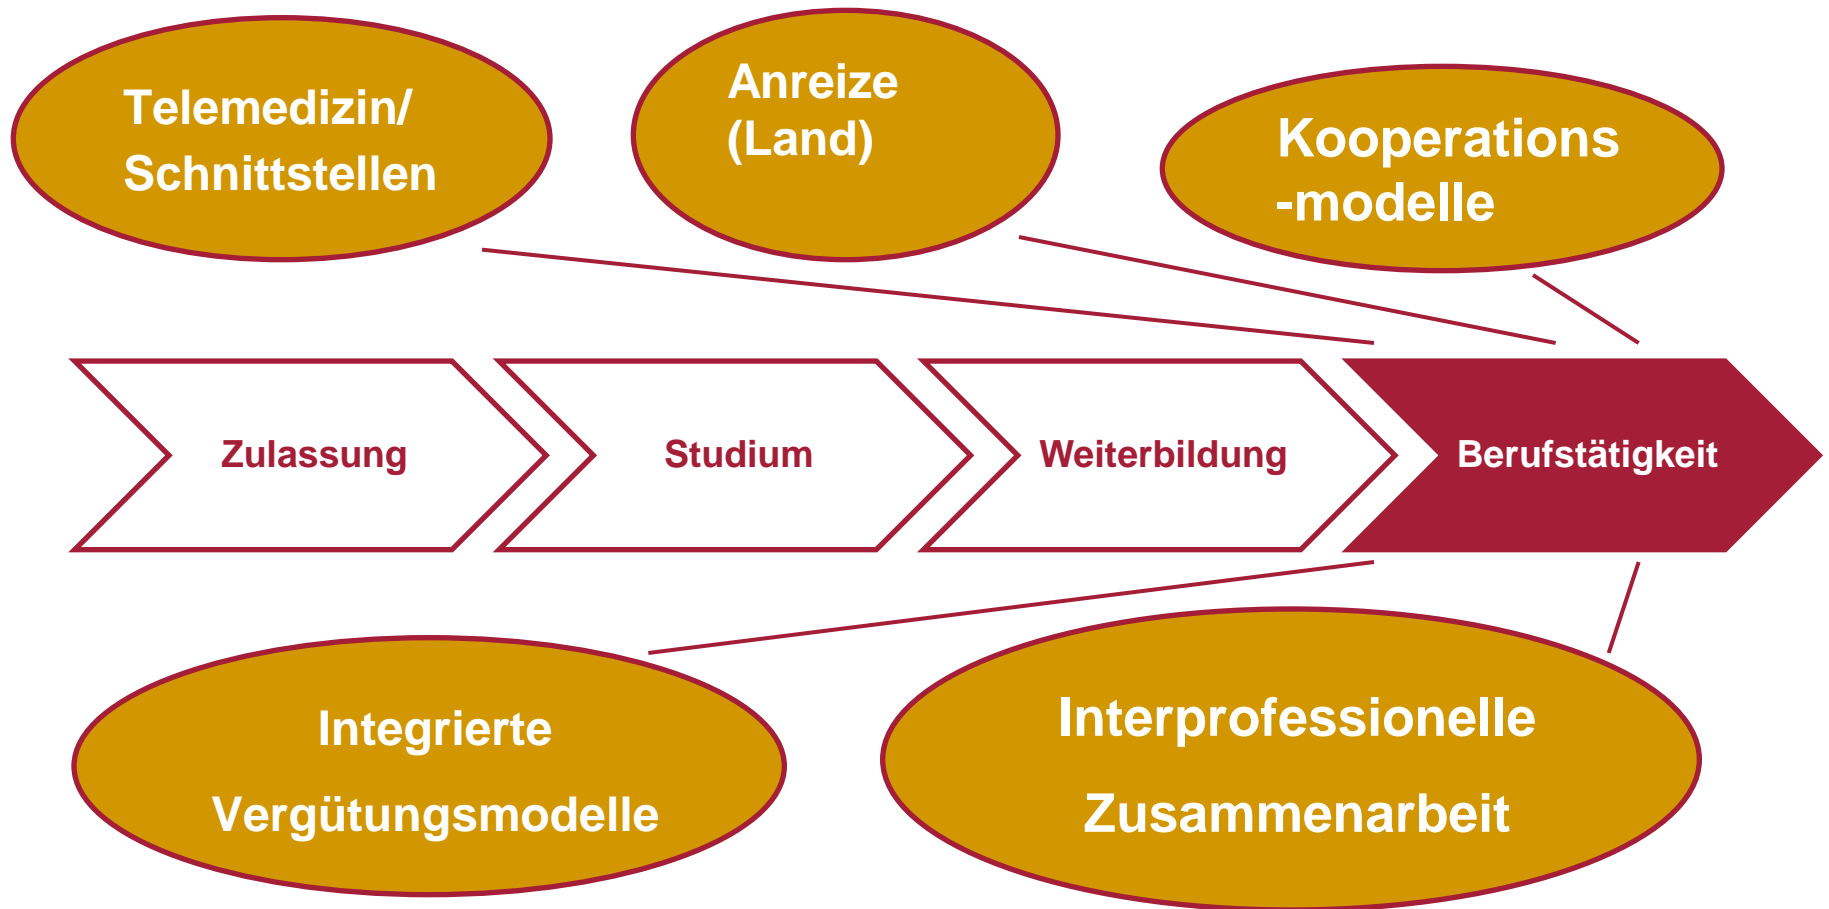 Telemedizin/
Schnittstellen
Anreize
(Land)
Kooperations
-modelle
Zulassung
Studium
Weiterbildung
Berufstätigkeit
Integrierte
Vergütungsmodelle
Interprofessionelle
Zusammenarbeit